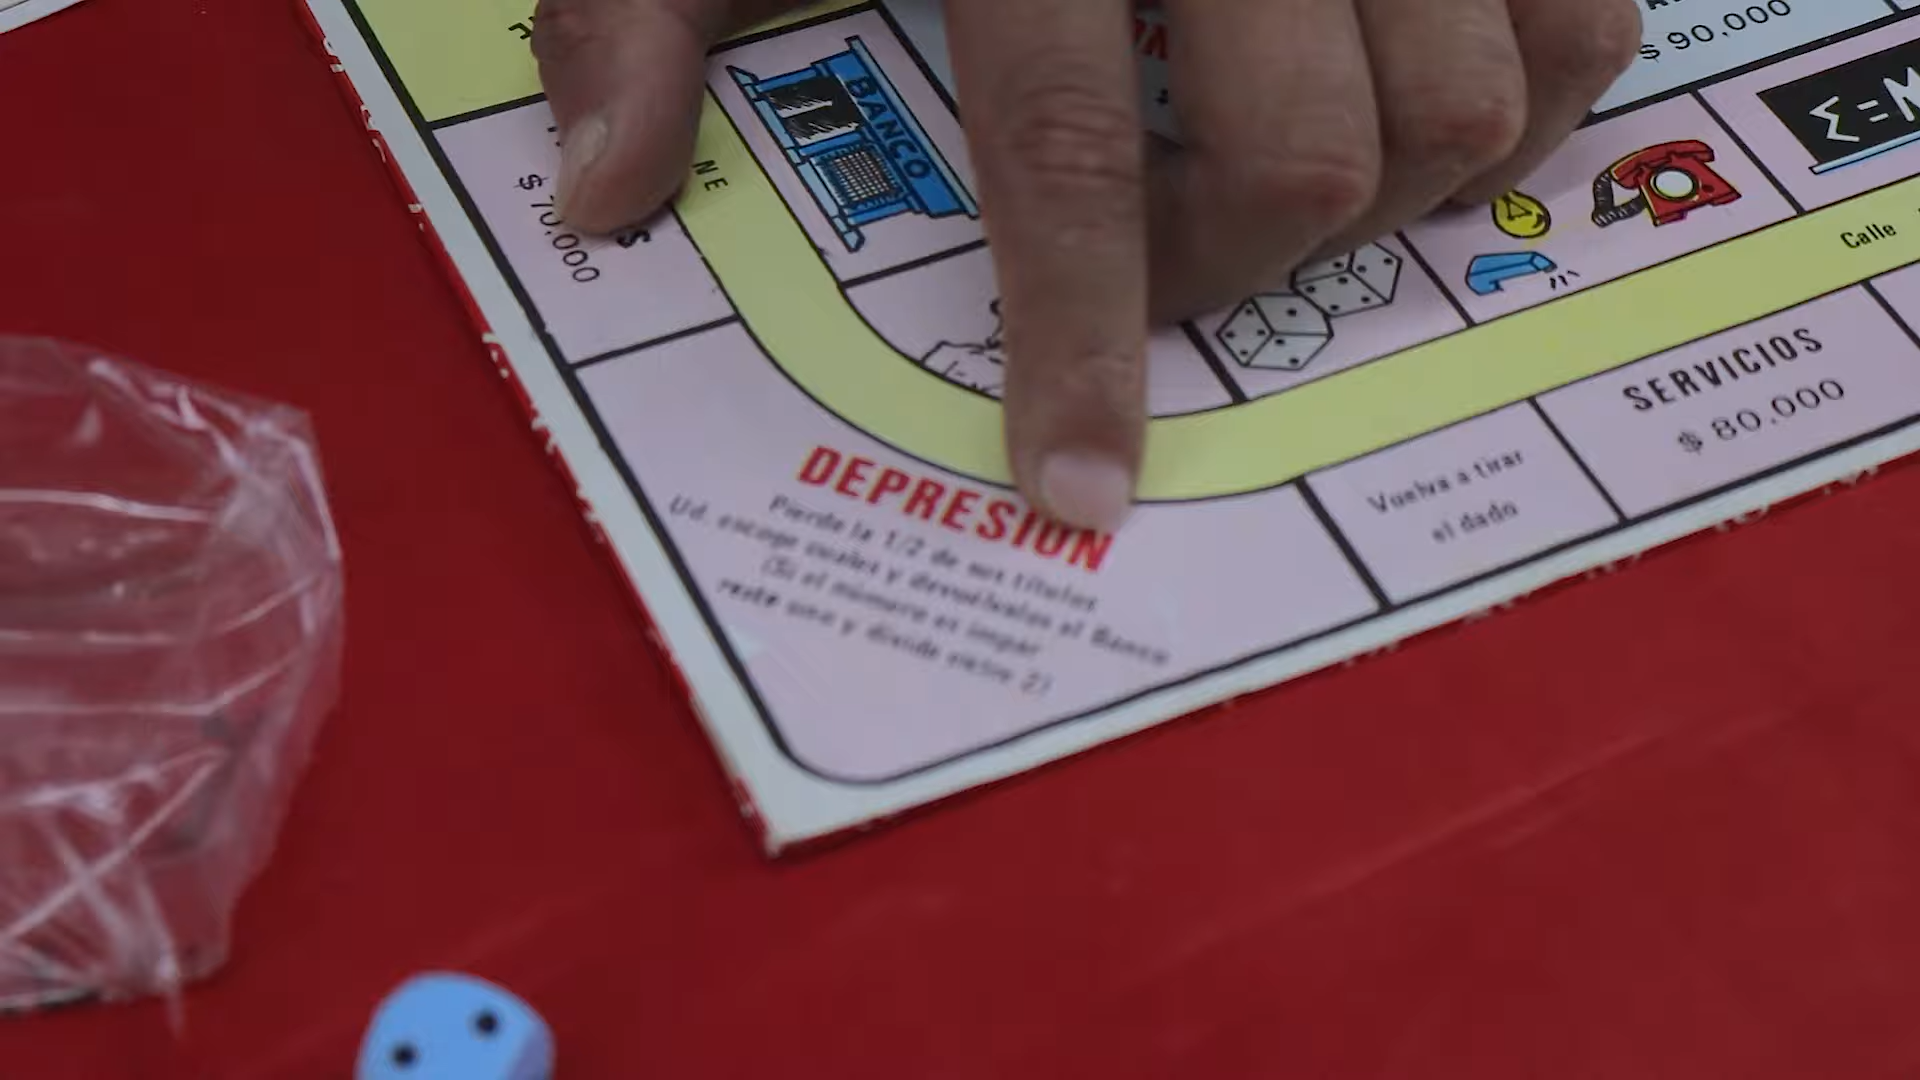 $ 90.000
BANCO
NE
$ 70.000
Calle
SERVICIOS
$ 80.000
Vuelva a tirar
el dado
DEPRESION
Pierde la 1/2 de sus títulos
Ud. escoge cuales y devuélvalos al Banco
(Si el número es impar
reste uno y divida entre 2)